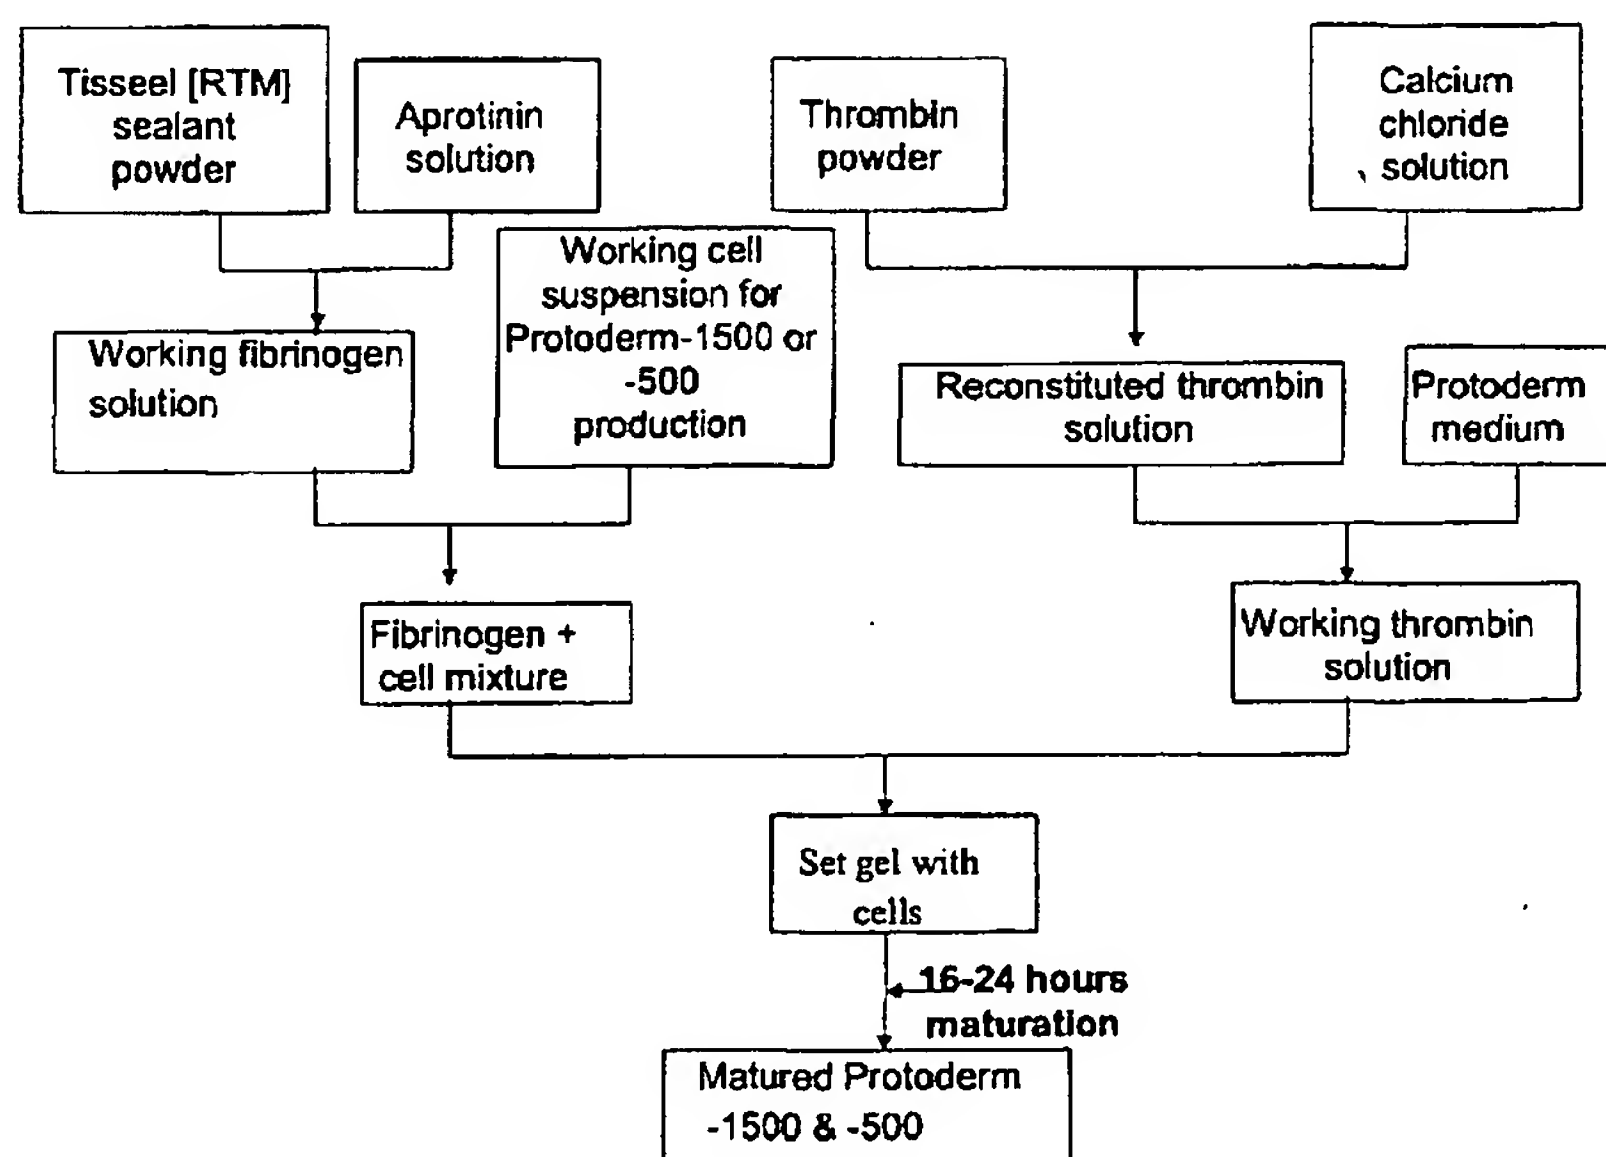 Tisseel [RTM]
sealant
powder
Aprotinin
solution
Thrombin
powder
Calcium
chloride
solution
Working cell
suspension for
Protoderm-1500 or
-500
production
Working fibrinogen
solution
Reconstituted thrombin
solution
Protoderm
medium
Fibrinogen +
cell mixture
Working thrombin
solution
Set gel with
cells
16-24 hours
maturation
Matured Protoderm
-1500 & -500